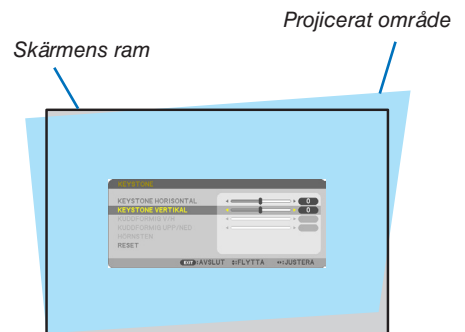 Projicerat område
Skärmens ram
KEYSTONE
KEYSTONE HORISONTAL 0
KEYSTONE VERTIKAL 0
KUDDFORMIG V/H
KUDDFORMIG UPP/NED
HÖRNSTEN
RESET
EXIT :AVSLUT :FLYTTA :JUSTERA